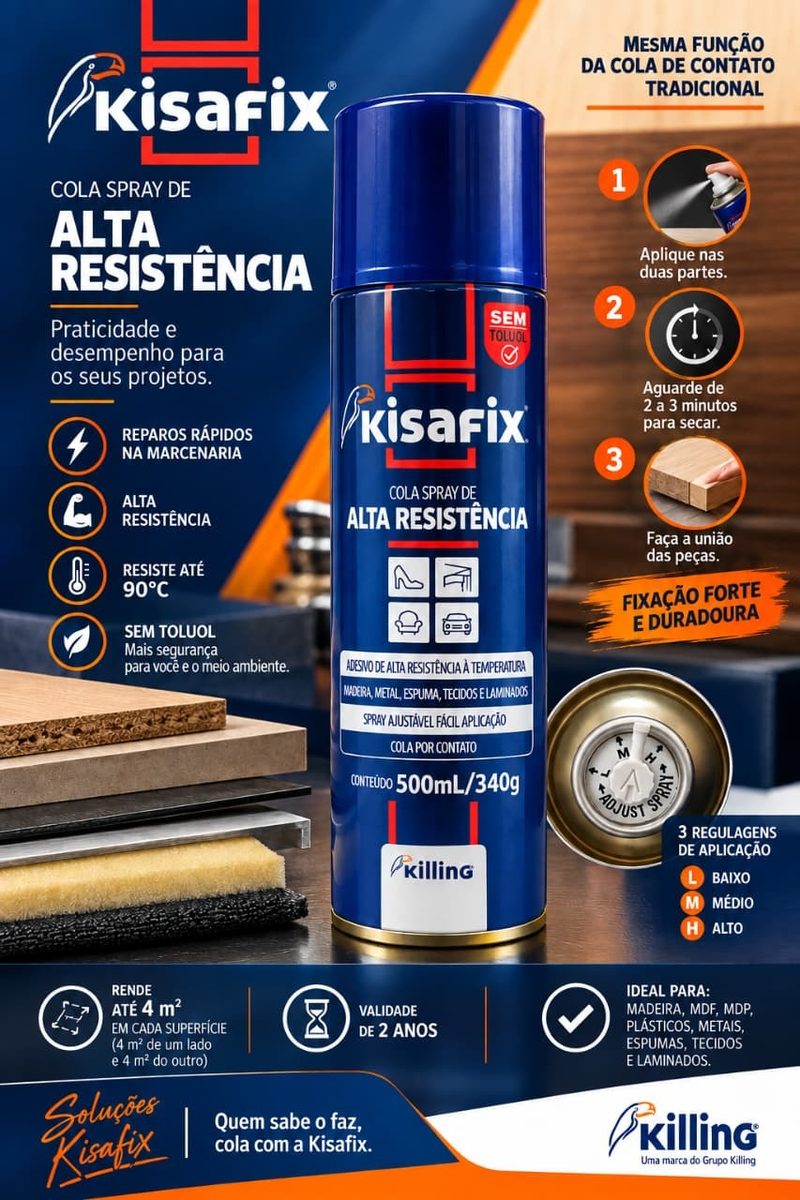 Kisafix®
COLA SPRAY DE
ALTA
RESISTÊNCIA
Praticidade e
desempenho para
os seus projetos.
REPAROS RÁPIDOS
NA MARCENARIA
ALTA
RESISTÊNCIA
RESISTE ATÉ
90°C
SEM TOLUOL
Mais segurança
para você e o meio ambiente.
MESMA FUNÇÃO
DA COLA DE CONTATO
TRADICIONAL
1
Aplique nas
duas partes.
2
Aguarde de
2 a 3 minutos
para secar.
3
Faça a união
das peças.
FIXAÇÃO FORTE
E DURADOURA
SEM
TOLUOL
Kisafix
COLA SPRAY DE
ALTA RESISTÊNCIA
ADESIVO DE ALTA RESISTÊNCIA À TEMPERATURA
MADEIRA, METAL, ESPUMA, TECIDOS E LAMINADOS
SPRAY AJUSTÁVEL FÁCIL APLICAÇÃO
COLA POR CONTATO
CONTEÚDO 500mL/340g
Killing
L M H
ADJUST SPRAY
3 REGULAGENS
DE APLICAÇÃO
L BAIXO
M MÉDIO
H ALTO
RENDE
ATÉ 4 m²
EM CADA SUPERFÍCIE
(4 m² de um lado
e 4 m² do outro)
VALIDADE
DE 2 ANOS
IDEAL PARA:
MADEIRA, MDF, MDP,
PLÁSTICOS, METAIS,
ESPUMAS, TECIDOS
E LAMINADOS.
Soluções
Kisafix
Quem sabe o faz,
cola com a Kisafix.
Killing®
Uma marca do Grupo Killing